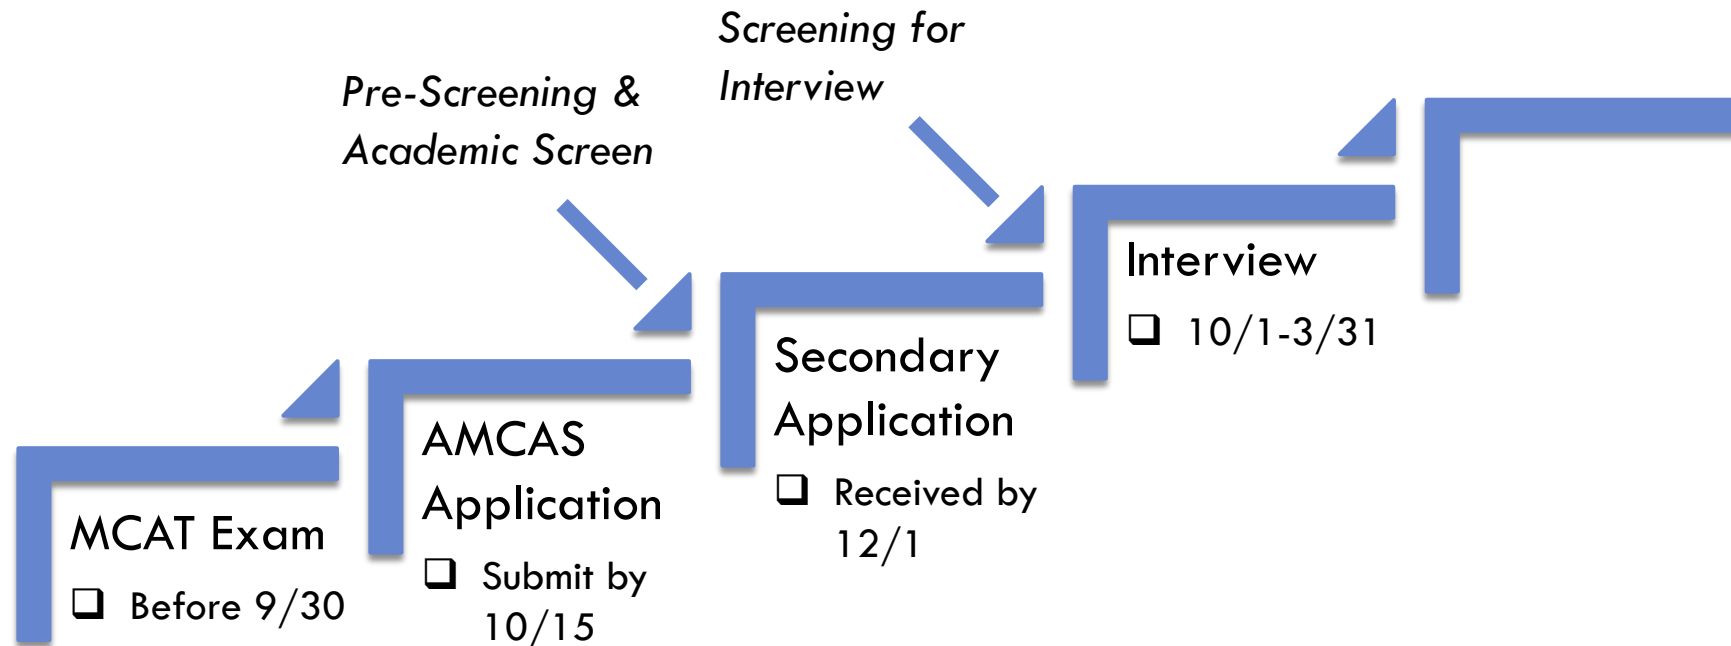 Screening for
Interview
Pre-Screening &
Academic Screen
Interview
❑ 10/1-3/31
Secondary
Application
❑ Received by
12/1
AMCAS
Application
❑ Submit by
10/15
MCAT Exam
❑ Before 9/30